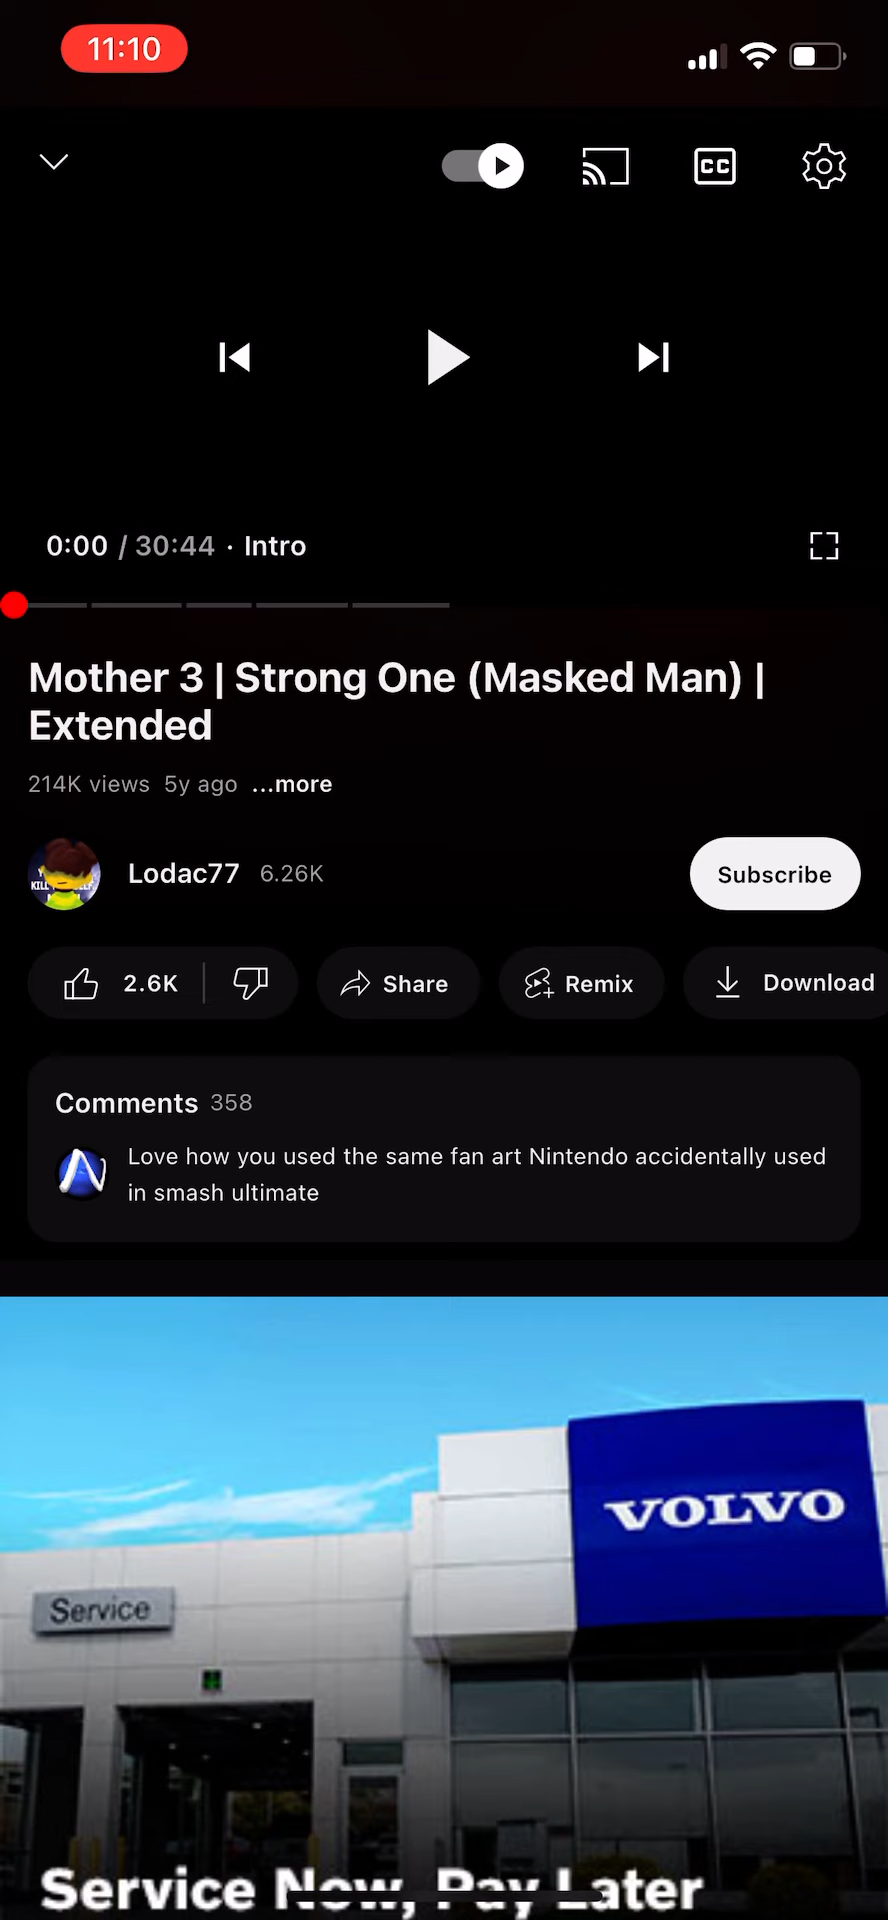 11:10
CC
0:00 / 30:44 · Intro
Mother 3 | Strong One (Masked Man) |
Extended
214K views 5y ago ...more
Lodac77 6.26K
Subscribe
2.6K
Share
Remix
Download
Comments 358
Love how you used the same fan art Nintendo accidentally used
in smash ultimate
VOLVO
Service
Service Now, Pay Later